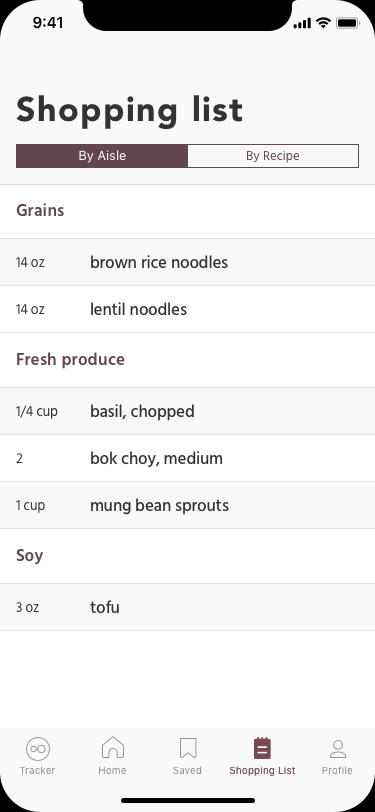 9:41
Shopping list
By Aisle By Recipe
Grains
14 oz brown rice noodles
14 oz lentil noodles
Fresh produce
1/4 cup basil, chopped
2 bok choy, medium
1 cup mung bean sprouts
Soy
3 oz tofu
Tracker Home Saved Shopping List Profile